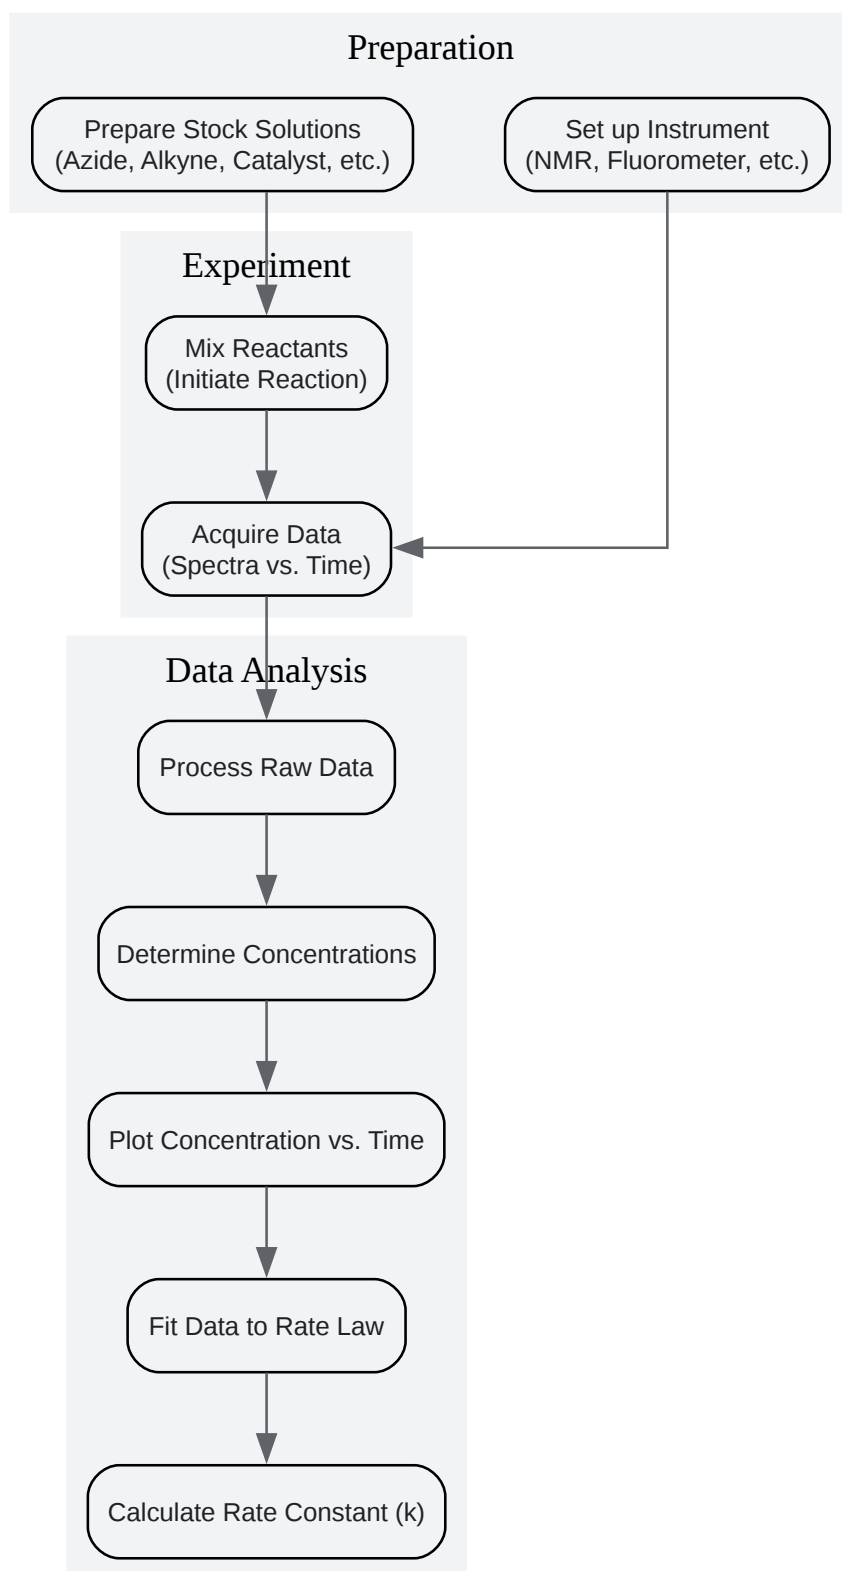 Preparation
Prepare Stock Solutions
(Azide, Alkyne, Catalyst, etc.)
Set up Instrument
(NMR, Fluorometer, etc.)
Experiment
Mix Reactants
(Initiate Reaction)
Acquire Data
(Spectra vs. Time)
Data Analysis
Process Raw Data
Determine Concentrations
Plot Concentration vs. Time
Fit Data to Rate Law
Calculate Rate Constant (k)